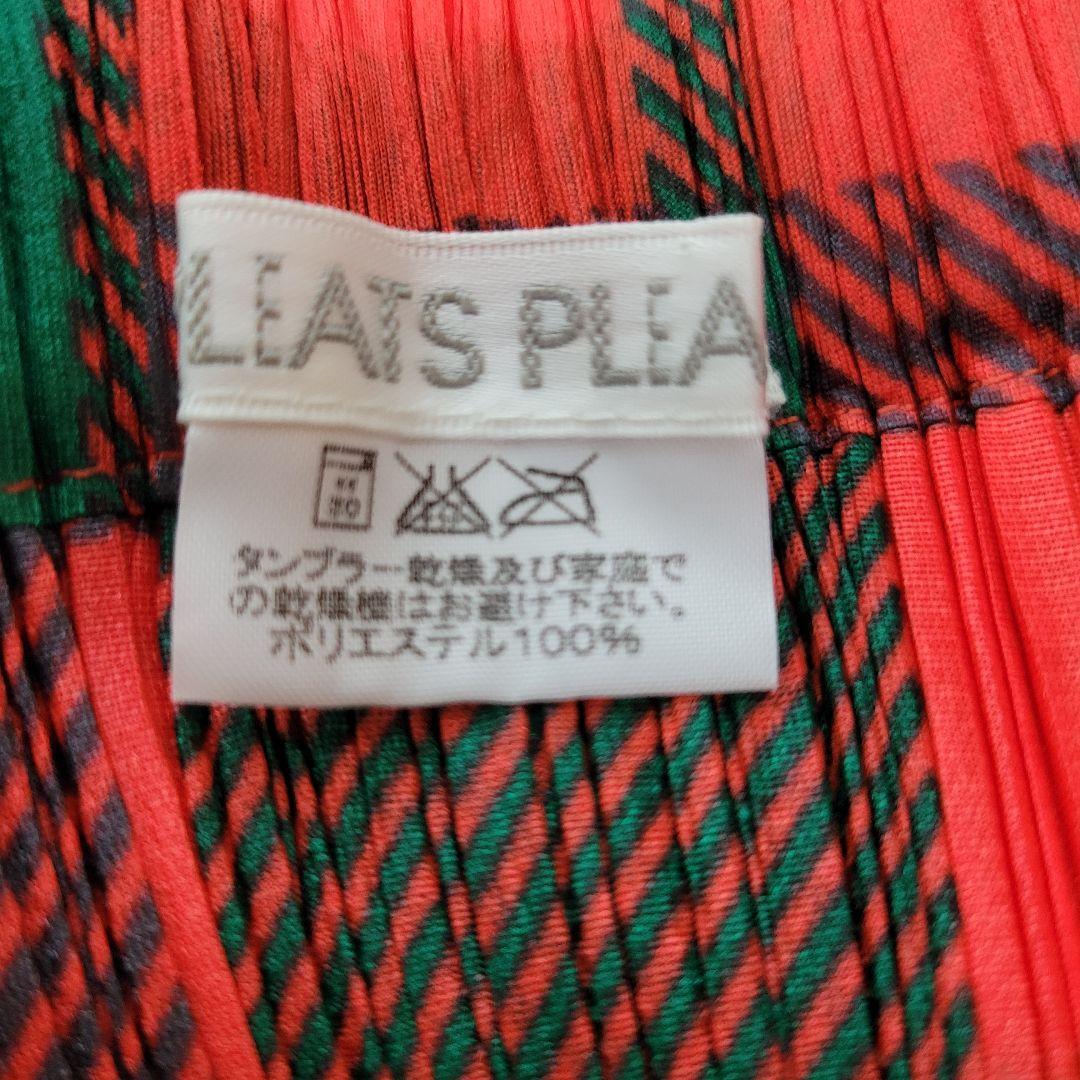 PLEATS PLEA
タンブラー乾燥及び家庭で
の乾燥機はお避け下さい。
ポリエステル100%